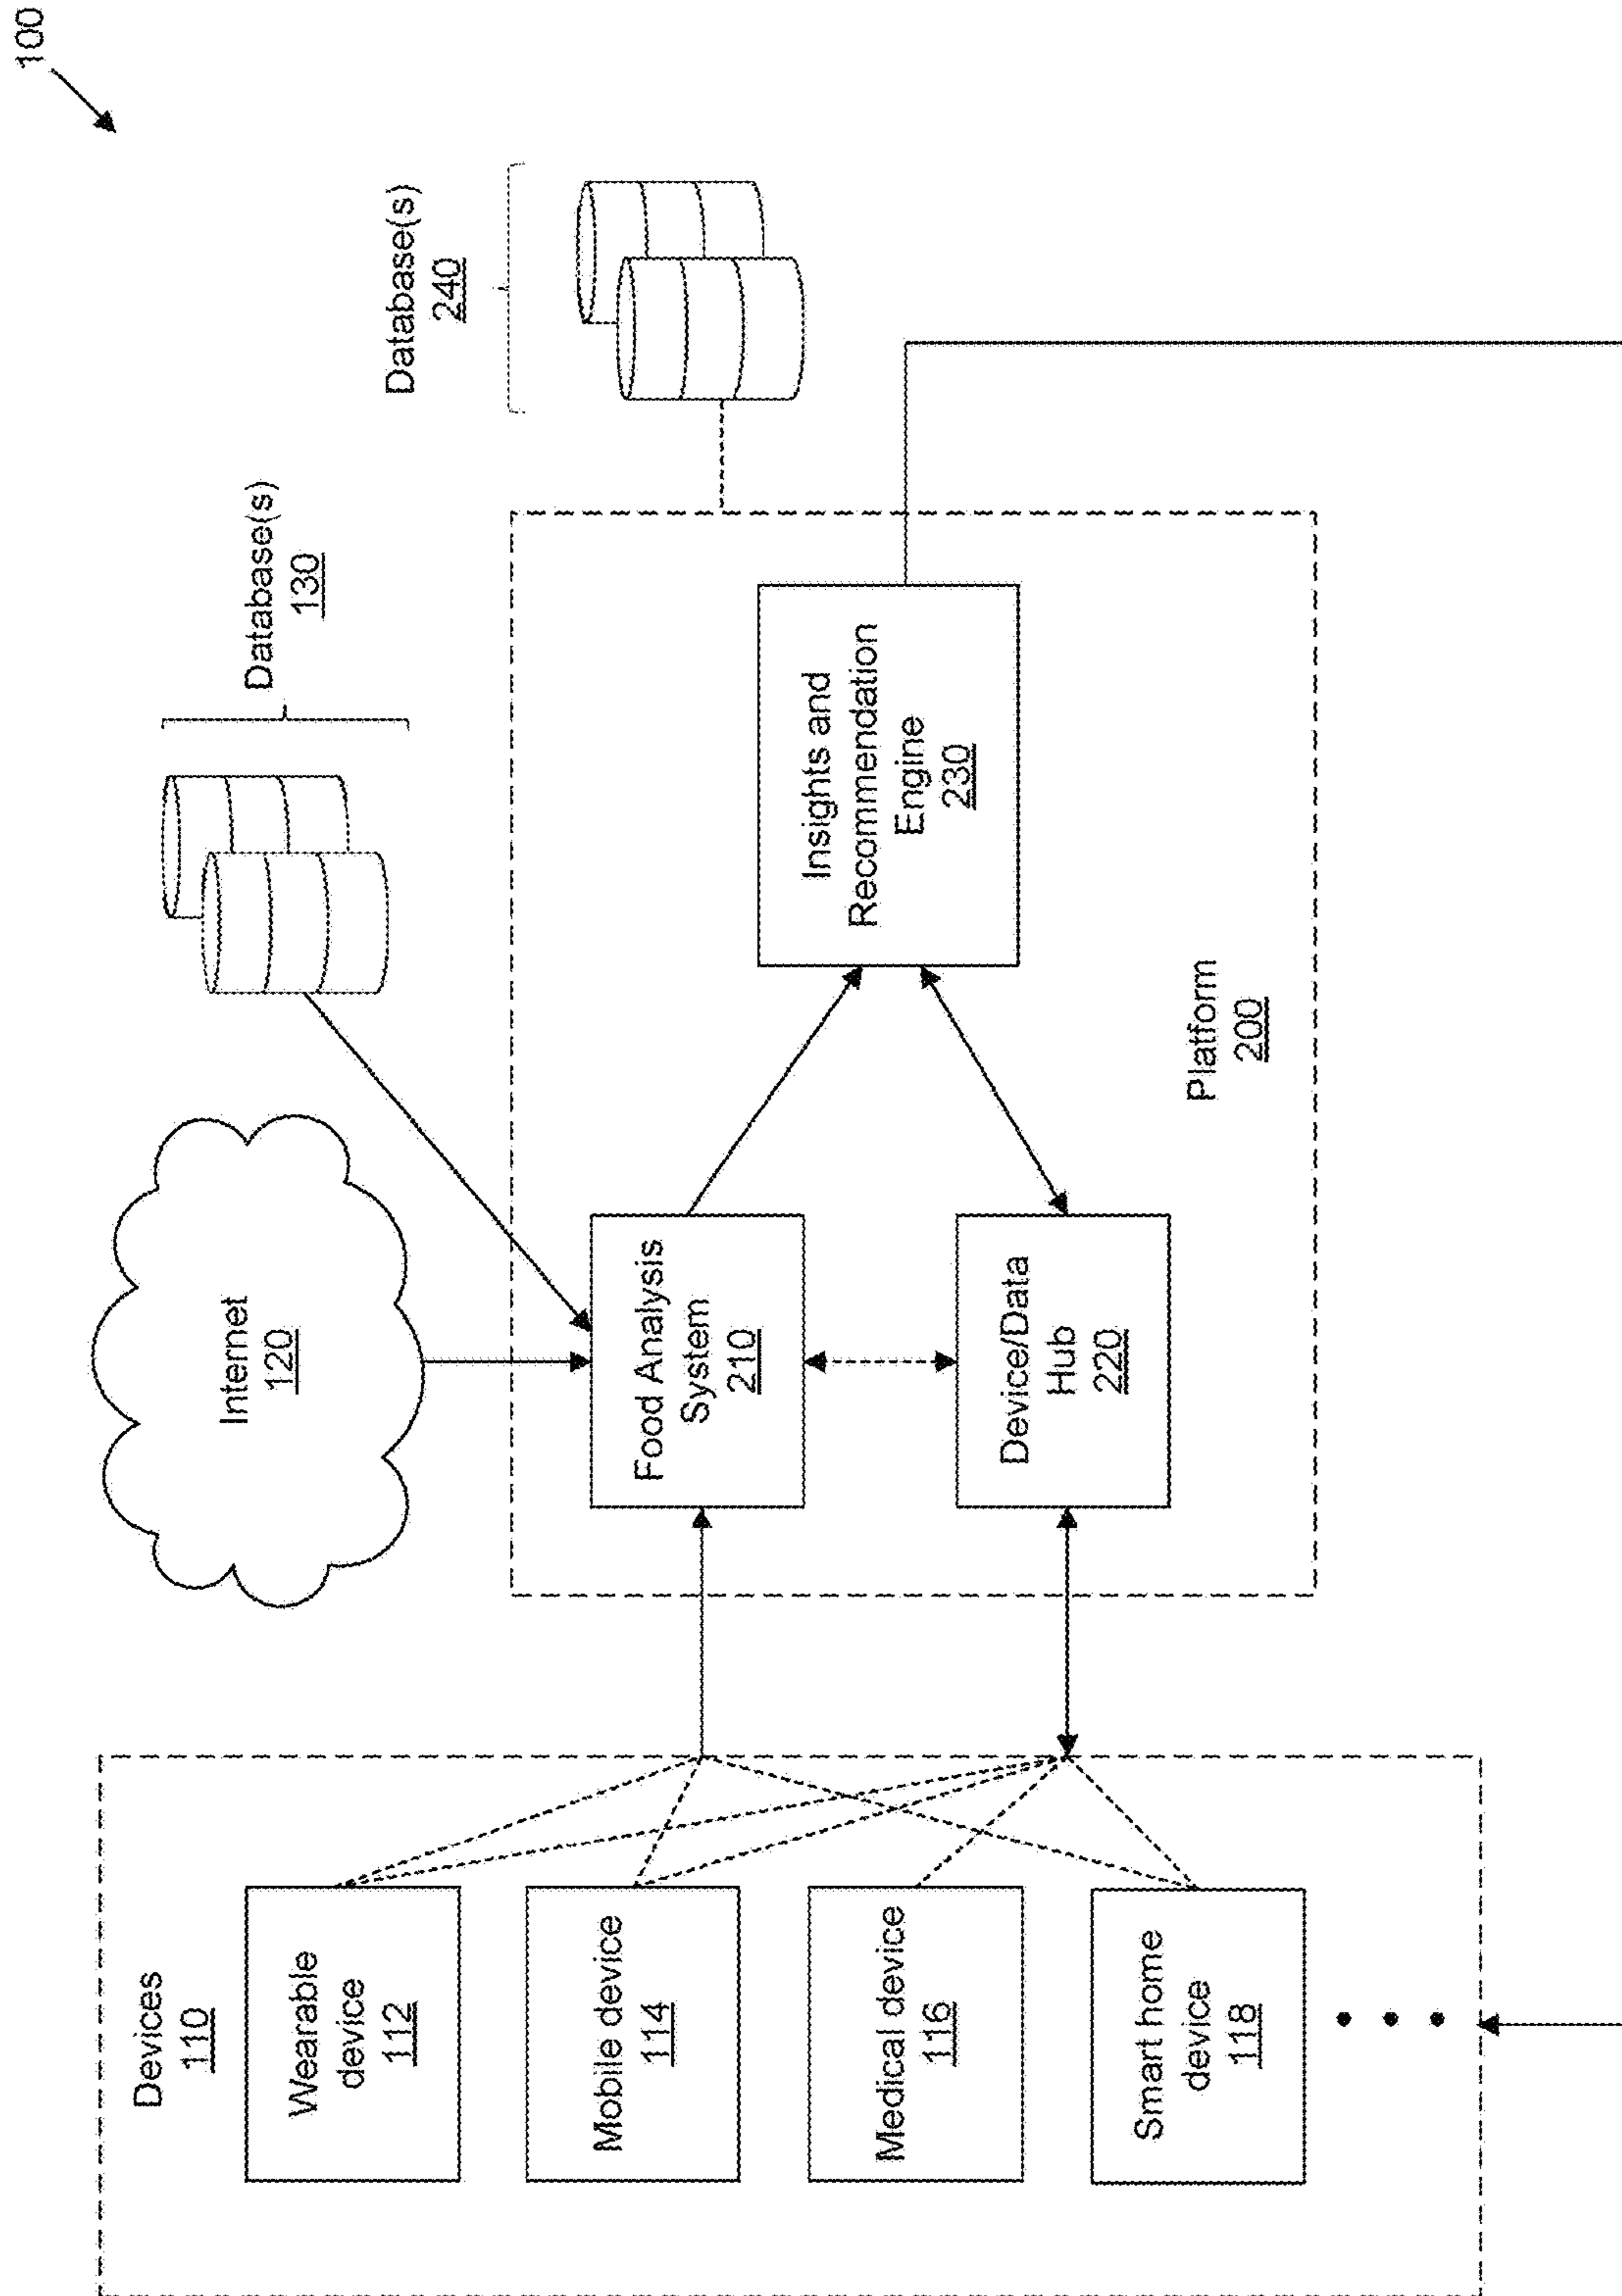 100
Devices
110
Wearable
device
112
Mobile device
114
Medical device
116
Smart home
device
118
Internet
120
Database(s)
130
Database(s)
240
Food Analysis
System
210
Device/Data
Hub
220
Insights and
Recommendation
Engine
230
Platform
200